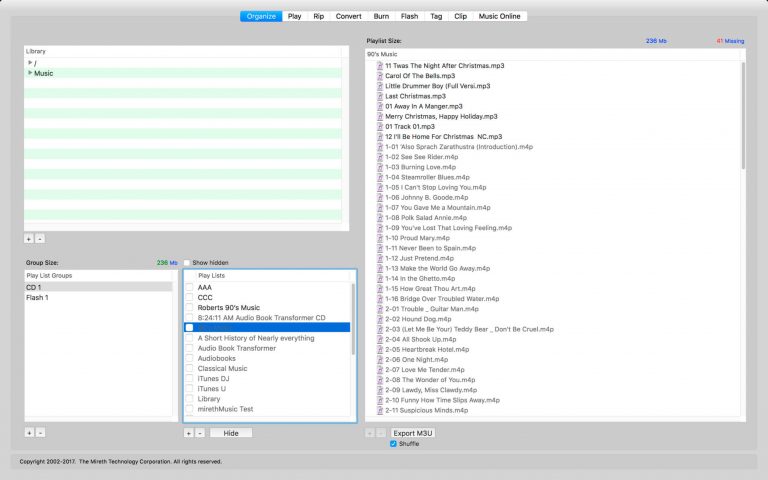 Organize Play Rip Convert Burn Flash Tag Clip Music Online
Library
/
Music
Group Size: 236 Mb
Show hidden
Play List Groups
CD 1
Flash 1
Play Lists
AAA
CCC
Roberts 90's Music
8:24:11 AM Audio Book Transformer CD
A Short History of Nearly everything
Audio Book Transformer
Audiobooks
Classical Music
iTunes DJ
iTunes U
Library
mirethMusic Test
+ -
+ -
+ -
Hide
Playlist Size: 236 Mb 41 Missing
90's Music
11 Twas The Night After Christmas.mp3
Carol Of The Bells.mp3
Little Drummer Boy (Full Versi.mp3
Last Christmas.mp3
01 Away In A Manger.mp3
Merry Christmas, Happy Holiday.mp3
01 Track 01.mp3
12 I'll Be Home For Christmas NC.mp3
1-01 'Also Sprach Zarathustra (Introduction).m4p
1-02 See See Rider.m4p
1-03 Burning Love.m4p
1-04 Steamroller Blues.m4p
1-05 I Can't Stop Loving You.m4p
1-06 Johnny B. Goode.m4p
1-07 You Gave Me a Mountain.m4p
1-08 Polk Salad Annie.m4p
1-09 You've Lost That Loving Feeling.m4p
1-10 Proud Mary.m4p
1-11 Never Been to Spain.m4p
1-12 Just Pretend.m4p
1-13 Make the World Go Away.m4p
1-14 In the Ghetto.m4p
1-15 How Great Thou Art.m4p
1-16 Bridge Over Troubled Water.m4p
2-01 Trouble _ Guitar Man.m4p
2-02 Hound Dog.m4p
2-03 (Let Me Be Your) Teddy Bear _ Don't Be Cruel.m4p
2-04 All Shook Up.m4p
2-05 Heartbreak Hotel.m4p
2-06 One Night.m4p
2-07 Love Me Tender.m4p
2-08 The Wonder of You.m4p
2-09 Lawdy, Miss Clawdy.m4p
2-10 Funny How Time Slips Away.m4p
2-11 Suspicious Minds.m4p
+ -
Export M3U
Shuffle
Copyright 2002-2017. The Mireth Technology Corporation. All rights reserved.